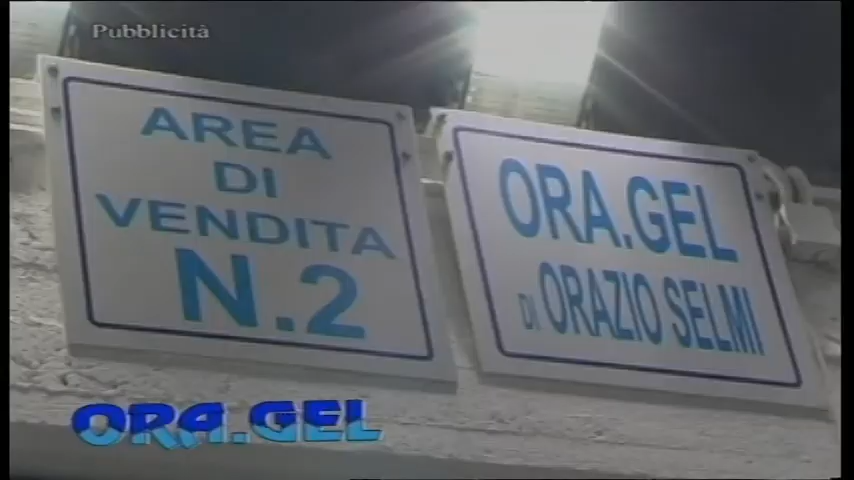 Pubblicità
AREA
DI
VENDITA
N.2
ORA.GEL
DI ORAZIO SELMI
ORA.GEL